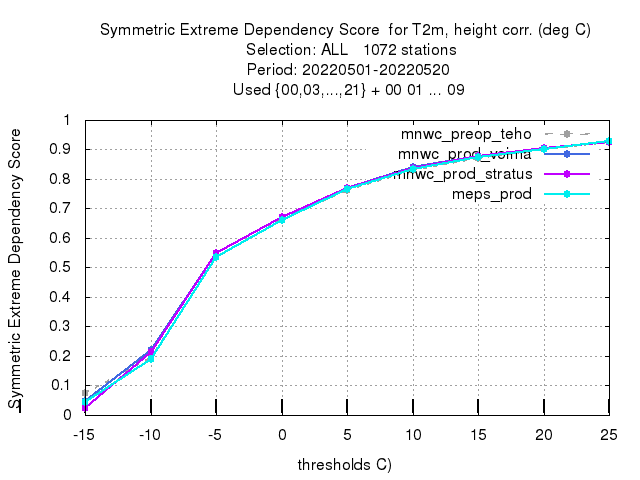 Symmetric Extreme Dependency Score for T2m, height corr. (deg C)
Selection: ALL 1072 stations
Period: 20220501-20220520
Used {00,03,...,21} + 00 01 ... 09
Symmetric Extreme Dependency Score
1
0.9
0.8
0.7
0.6
0.5
0.4
0.3
0.2
0.1
0
mnwc_preop_teho
mnwc_prod_voima
mnwc_prod_stratus
meps_prod
-15 -10 -5 0 5 10 15 20 25
thresholds C)